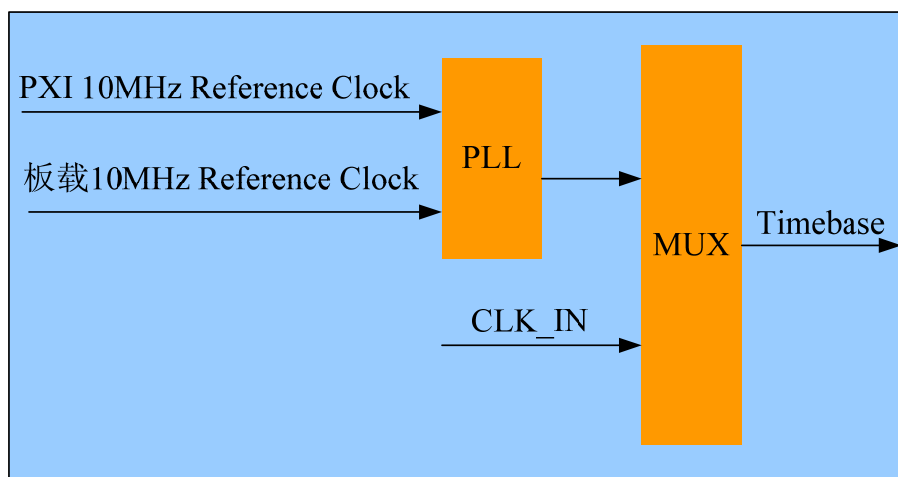 PXI 10MHz Reference Clock
板载10MHz Reference Clock
PLL
MUX
Timebase
CLK_IN